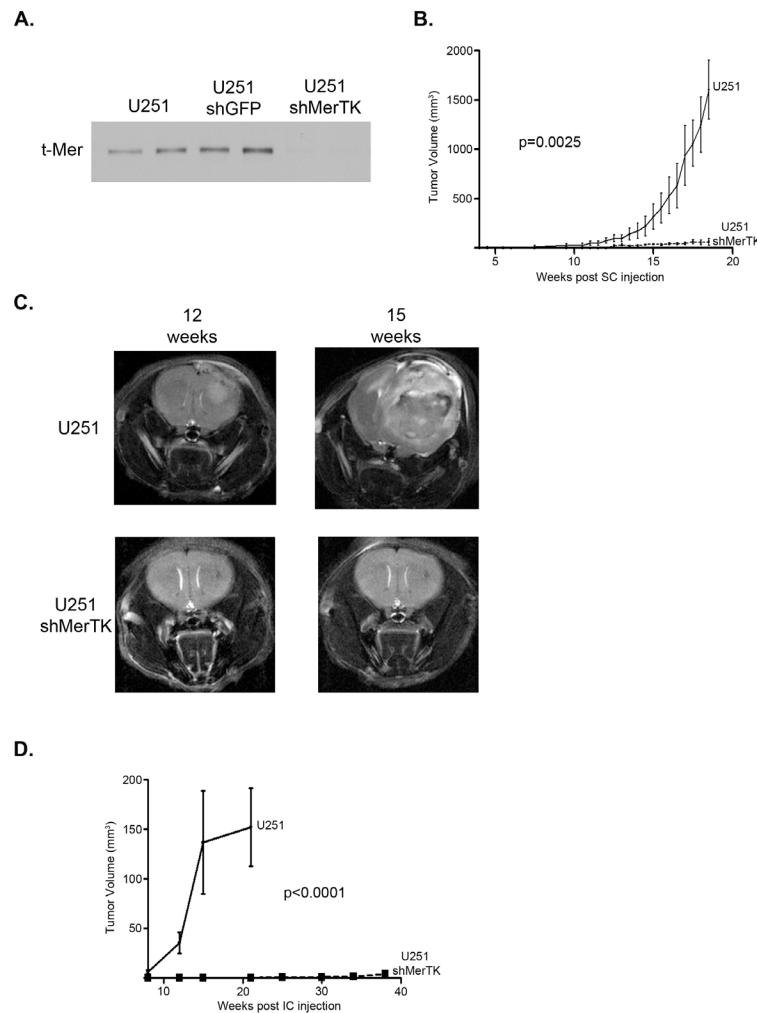 A.
U251
U251
shGFP
U251
shMerTK
t-Mer
B.
2000
1500
1000
500
Tumor Volume (mm³)
p=0.0025
U251
U251
shMerTK
5
10
15
20
Weeks post SC injection
C.
12
weeks
15
weeks
U251
U251
shMerTK
D.
200
150
100
50
Tumor Volume (mm³)
U251
p<0.0001
U251
shMerTK
10
20
30
40
Weeks post IC injection